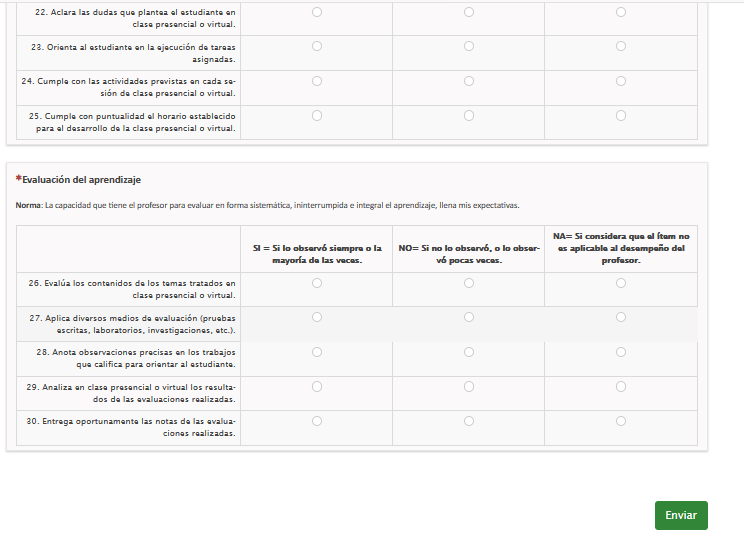 22. Aclara las dudas que plantea el estudiante en
clase presencial o virtual.
23. Orienta al estudiante en la ejecución de tareas
asignadas.
24. Cumple con las actividades previstas en cada se-
sión de clase presencial o virtual.
25. Cumple con puntualidad el horario establecido
para el desarrollo de la clase presencial o virtual.
*Evaluación del aprendizaje
Norma: La capacidad que tiene el profesor para evaluar en forma sistemática, ininterrumpida e integral el aprendizaje, llena mis expectativas.
SI = Si lo observó siempre o la
mayoría de las veces.
NO= Si no lo observó, o lo obser-
vó pocas veces.
NA= Si considera que el ítem no
es aplicable al desempeño del
profesor.
26. Evalúa los contenidos de los temas tratados en
clase presencial o virtual.
27. Aplica diversos medios de evaluación (pruebas
escritas, laboratorios, investigaciones, etc.).
28. Anota observaciones precisas en los trabajos
que califica para orientar al estudiante.
29. Analiza en clase presencial o virtual los resulta-
dos de las evaluaciones realizadas.
30. Entrega oportunamente las notas de las evalua-
ciones realizadas.
Enviar